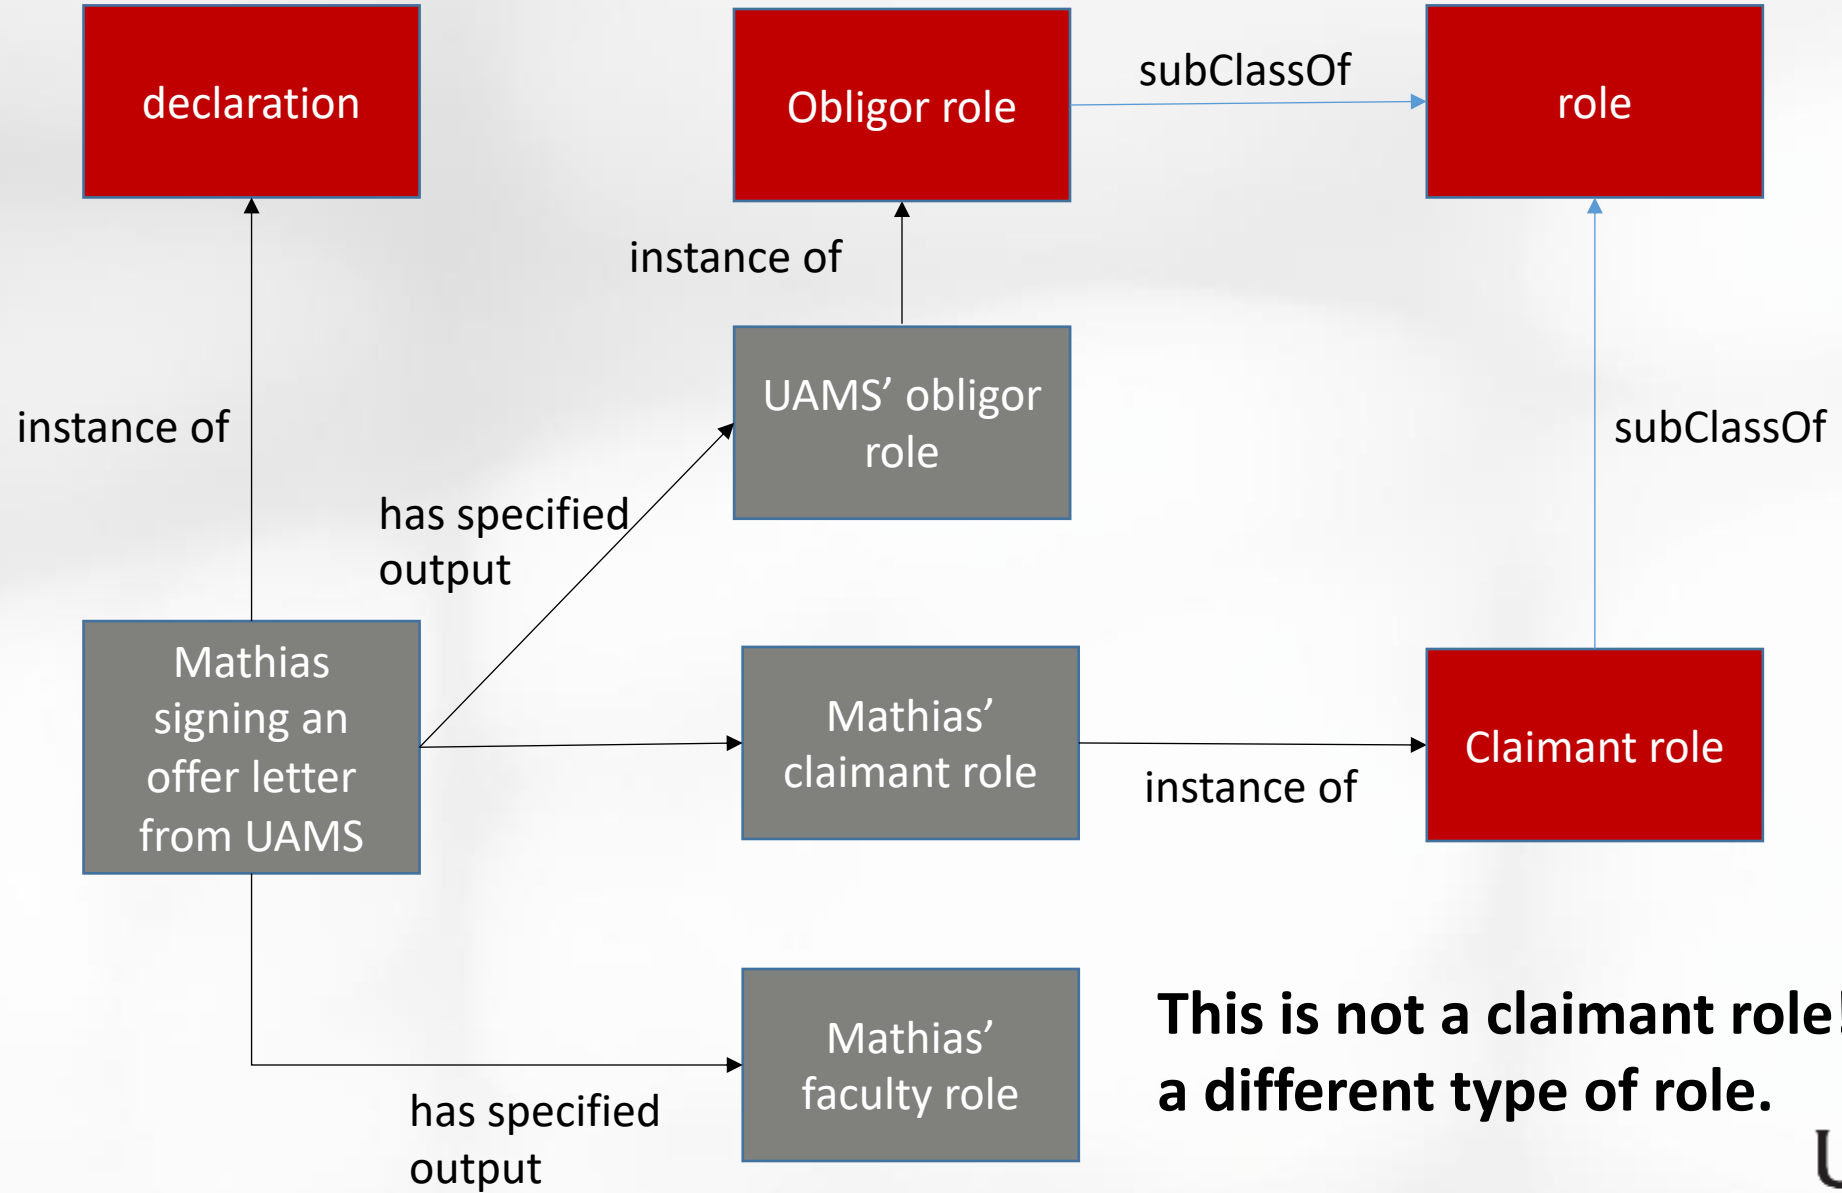 declaration
Obligor role
subClassOf
role
instance of
UAMS’ obligor
role
instance of
subClassOf
has specified
output
Mathias
signing an
offer letter
from UAMS
Mathias’
claimant role
instance of
Claimant role
Mathias’
faculty role
This is not a claimant role!
a different type of role.
has specified
output